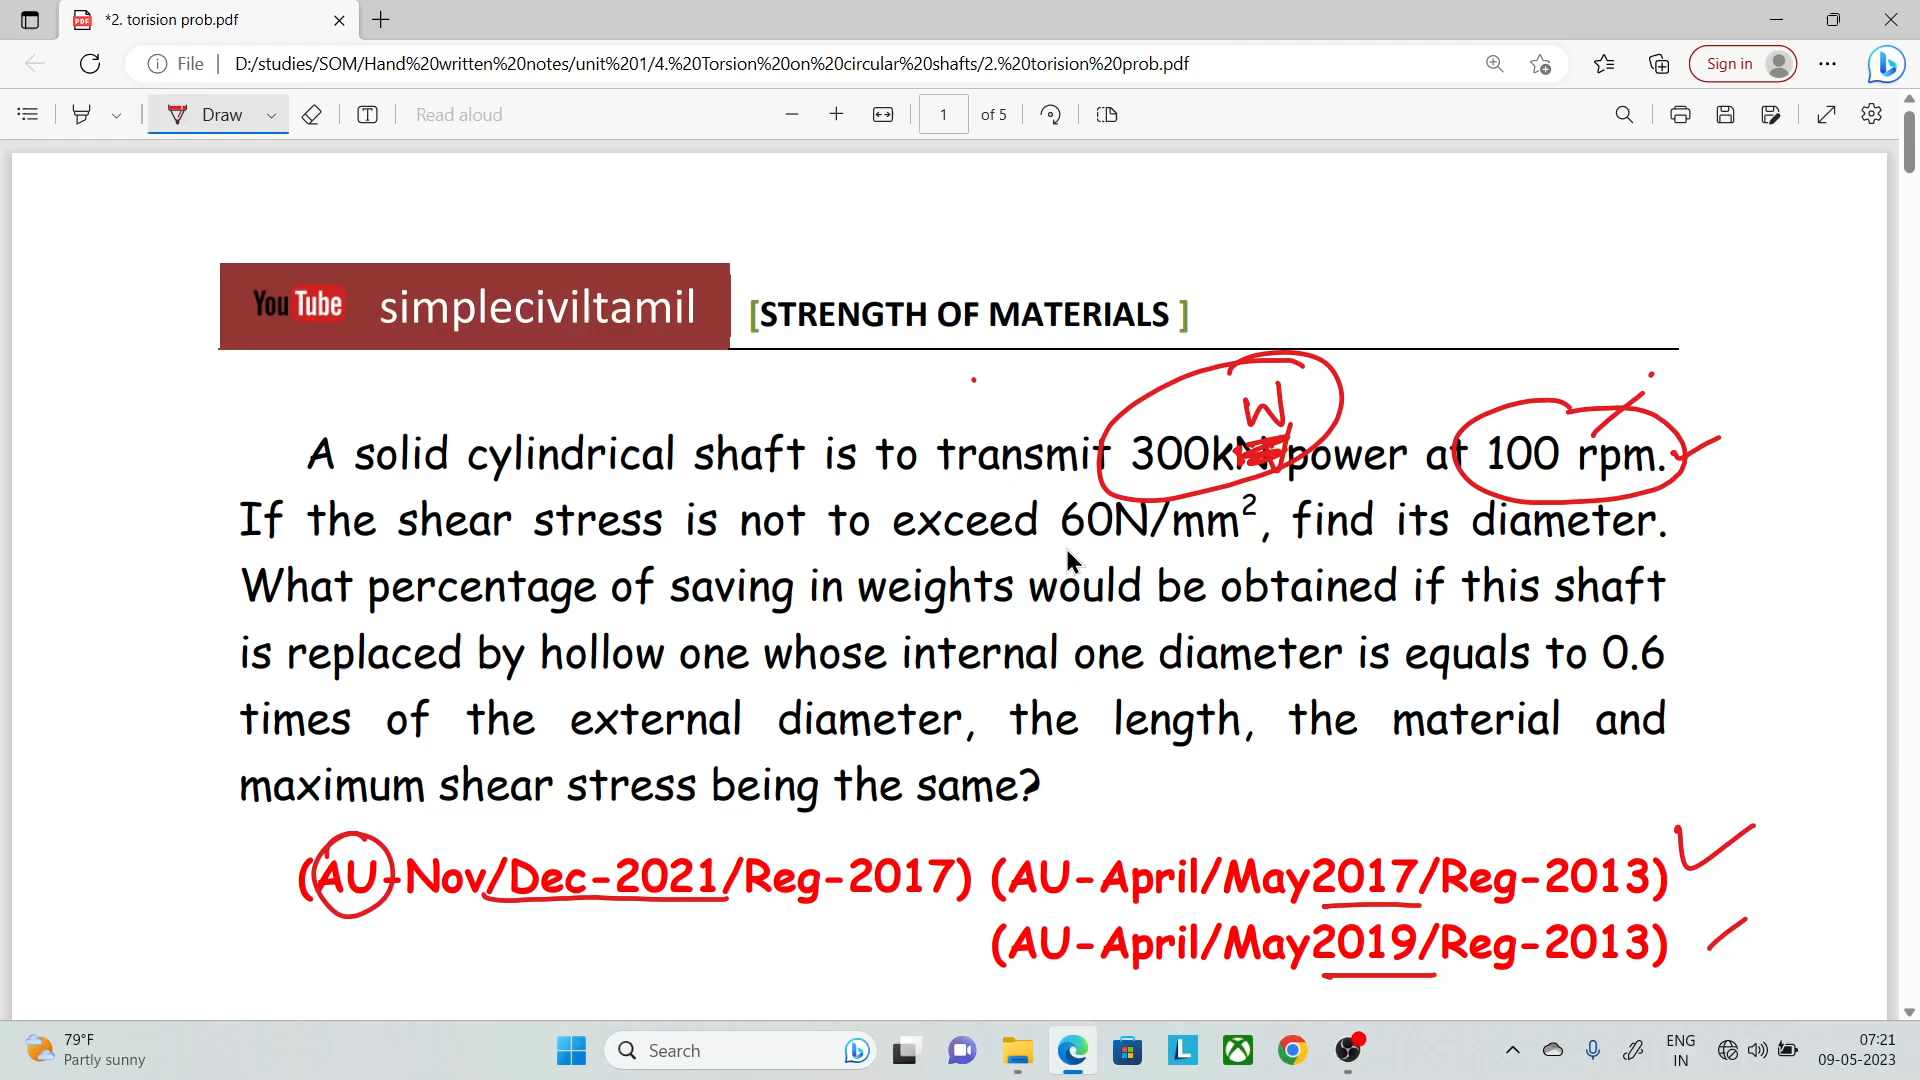 *2. torision prob.pdf
File
D:/studies/SOM/Hand%20written%20notes/unit%201/4.%20Torsion%20on%20circular%20shafts/2.%20torision%20prob.pdf
Sign in
Draw
Read aloud
1 of 5
YouTube simpleciviltamil [STRENGTH OF MATERIALS ]
W
A solid cylindrical shaft is to transmit 300k power at 100 rpm.
If the shear stress is not to exceed 60N/mm², find its diameter.
What percentage of saving in weights would be obtained if this shaft
is replaced by hollow one whose internal one diameter is equals to 0.6
times of the external diameter, the length, the material and
maximum shear stress being the same?
(AU-Nov/Dec-2021/Reg-2017) (AU-April/May2017/Reg-2013)
(AU-April/May2019/Reg-2013)
79°F
Partly sunny
Search
ENG
IN
07:21
09-05-2023